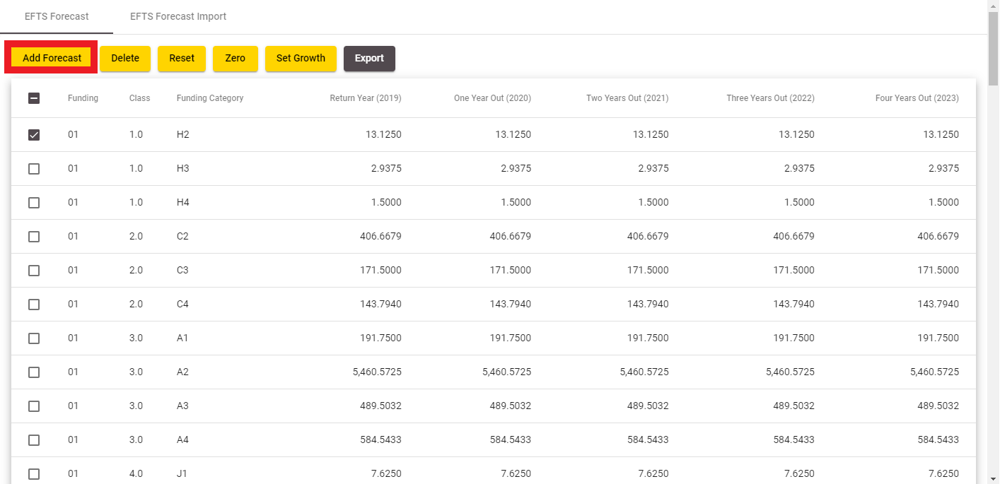 EFTS Forecast EFTS Forecast Import
Add Forecast Delete Reset Zero Set Growth Export
Funding Class Funding Category Return Year (2019) One Year Out (2020) Two Years Out (2021) Three Years Out (2022) Four Years Out (2023)
01 1.0 H2 13.1250 13.1250 13.1250 13.1250 13.1250
01 1.0 H3 2.9375 2.9375 2.9375 2.9375 2.9375
01 1.0 H4 1.5000 1.5000 1.5000 1.5000 1.5000
01 2.0 C2 406.6679 406.6679 406.6679 406.6679 406.6679
01 2.0 C3 171.5000 171.5000 171.5000 171.5000 171.5000
01 2.0 C4 143.7940 143.7940 143.7940 143.7940 143.7940
01 3.0 A1 191.7500 191.7500 191.7500 191.7500 191.7500
01 3.0 A2 5,460.5725 5,460.5725 5,460.5725 5,460.5725 5,460.5725
01 3.0 A3 489.5032 489.5032 489.5032 489.5032 489.5032
01 3.0 A4 584.5433 584.5433 584.5433 584.5433 584.5433
01 4.0 J1 7.6250 7.6250 7.6250 7.6250 7.6250